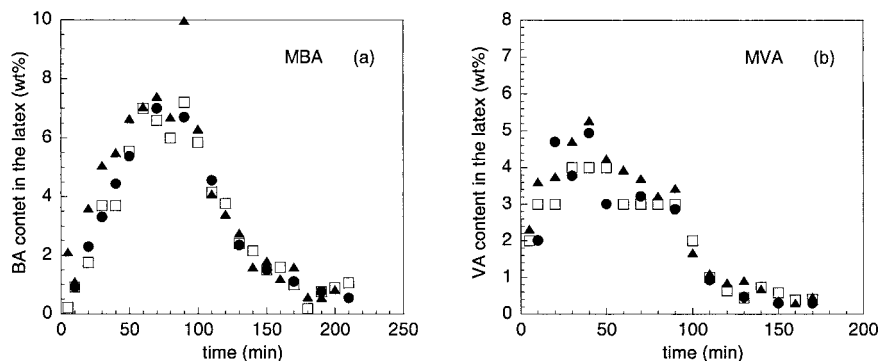 MBA (a)
BA contet in the latex (wt%)
10
8
6
4
2
0
0 50 100 150 200 250
time (min)
MVA (b)
VA content in the latex (wt%)
8
7
6
5
4
3
2
1
0
0 50 100 150 200
time (min)